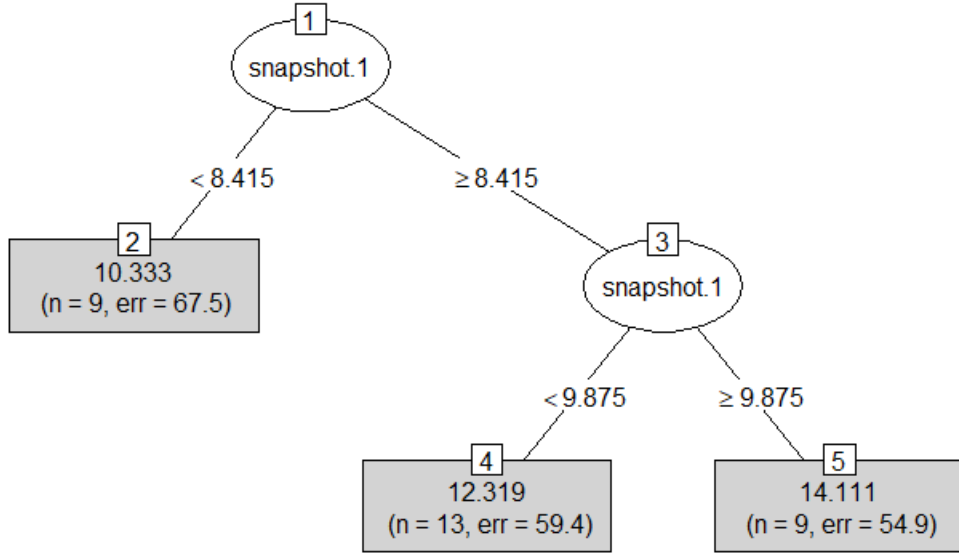 1
snapshot.1
< 8.415
≥ 8.415
2
10.333
(n = 9, err = 67.5)
3
snapshot.1
< 9.875
≥ 9.875
4
12.319
(n = 13, err = 59.4)
5
14.111
(n = 9, err = 54.9)